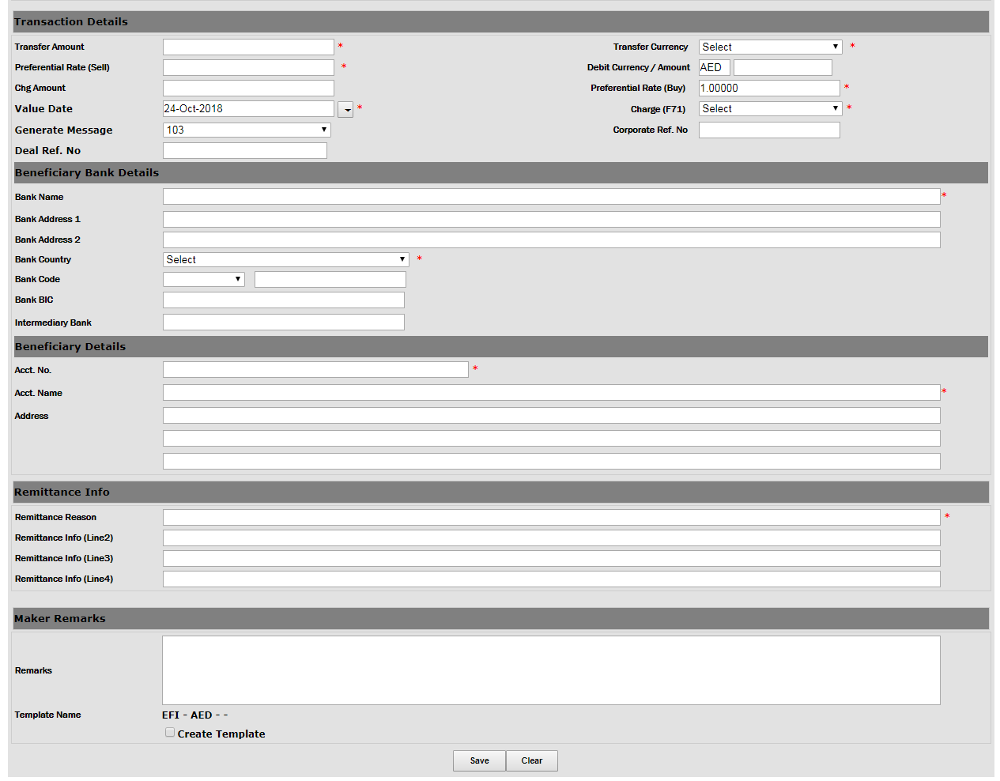 Transaction Details
Transfer Amount * Transfer Currency Select *
Preferential Rate (Sell) * Debit Currency / Amount AED
Chg Amount Preferential Rate (Buy) 1.00000 *
Value Date 24-Oct-2018 * Charge (F71) Select *
Generate Message 103 Corporate Ref. No
Deal Ref. No
Beneficiary Bank Details
Bank Name *
Bank Address 1
Bank Address 2
Bank Country Select *
Bank Code
Bank BIC
Intermediary Bank
Beneficiary Details
Acct. No. *
Acct. Name *
Address
Remittance Info
Remittance Reason *
Remittance Info (Line2)
Remittance Info (Line3)
Remittance Info (Line4)
Maker Remarks
Remarks
Template Name EFI - AED - -
Create Template
Save Clear